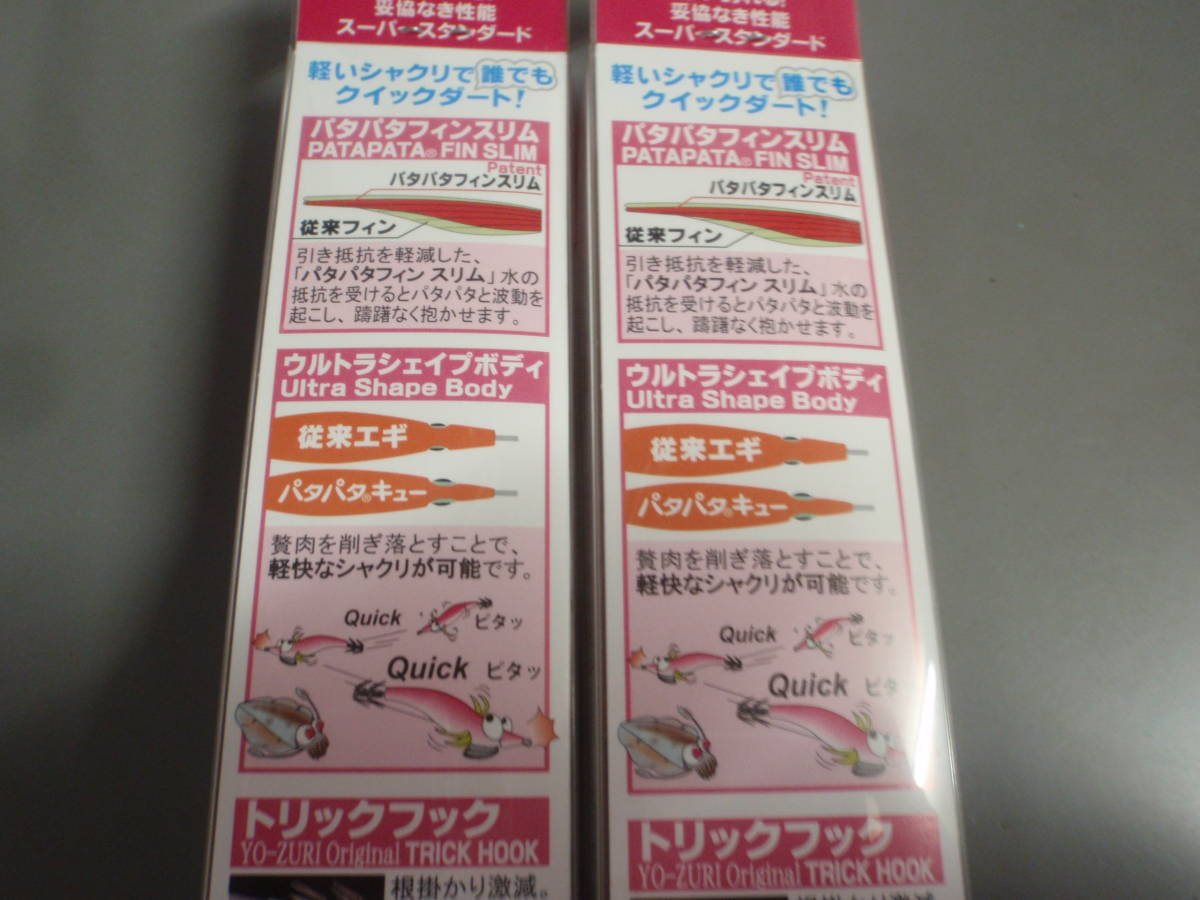 妥協なき性能
スーパースタンダード
軽いシャクリで誰でも
クイックダート!
パタパタフィンスリム
PATAPATA® FIN SLIM
Patent
パタパタフィンスリム
従来フィン
引き抵抗を軽減した、
「パタパタフィン スリム」水の
抵抗を受けるとパタパタと波動を
起こし、躊躇なく抱かせます。
ウルトラシェイプボディ
Ultra Shape Body
従来エギ
パタパタ®キュー
贅肉を削ぎ落とすことで、
軽快なシャクリが可能です。
Quick ピタッ
Quick ピタッ
トリックフック
YO-ZURI Original TRICK HOOK
根掛かり激減。
妥協なき性能
スーパースタンダード
軽いシャクリで誰でも
クイックダート!
パタパタフィンスリム
PATAPATA® FIN SLIM
Patent
パタパタフィンスリム
従来フィン
引き抵抗を軽減した、
「パタパタフィン スリム」水の
抵抗を受けるとパタパタと波動を
起こし、躊躇なく抱かせます。
ウルトラシェイプボディ
Ultra Shape Body
従来エギ
パタパタ®キュー
贅肉を削ぎ落とすことで、
軽快なシャクリが可能です。
Quick ピタッ
Quick ピタ
トリックフック
YO-ZURI Original TRICK HOOK